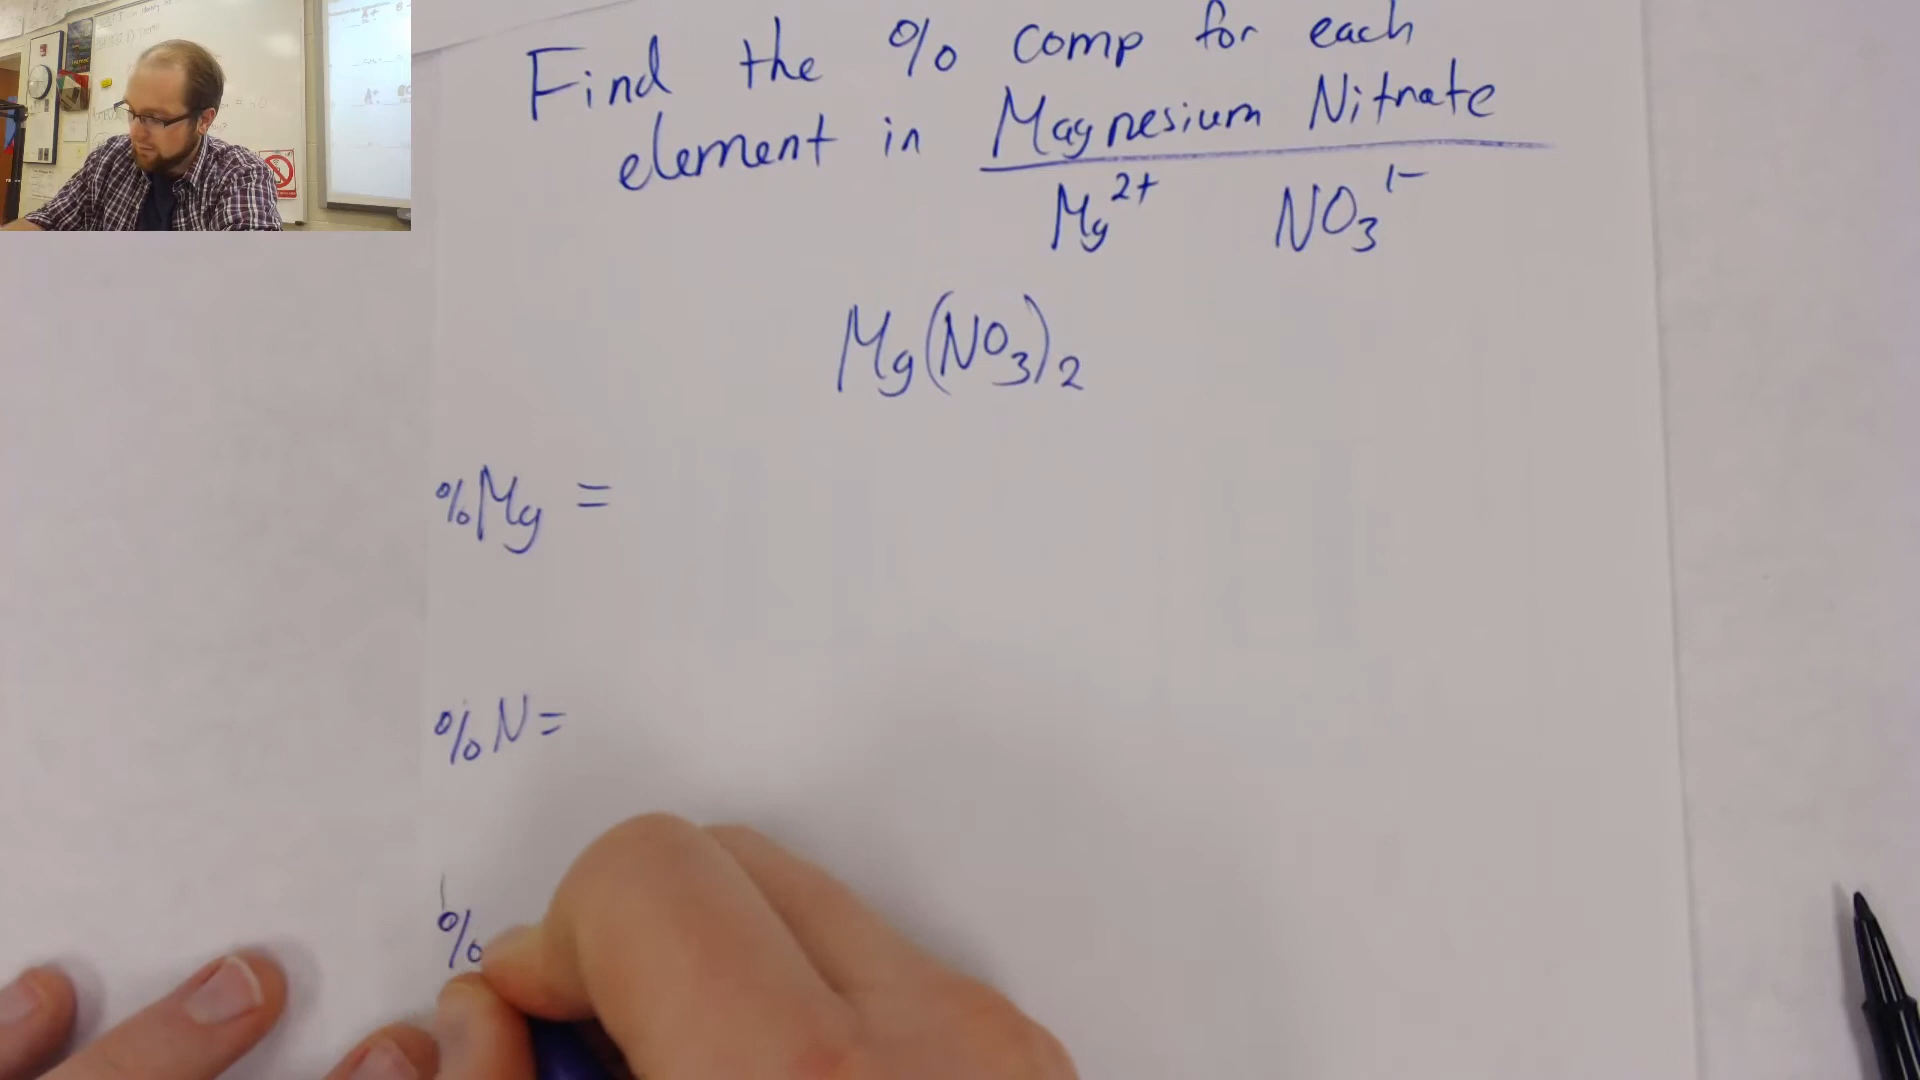 Find the % comp for each
element in Magnesium Nitrate
Mg²⁺ NO₃¹⁻
Mg(NO₃)₂
%Mg =
%N=
%